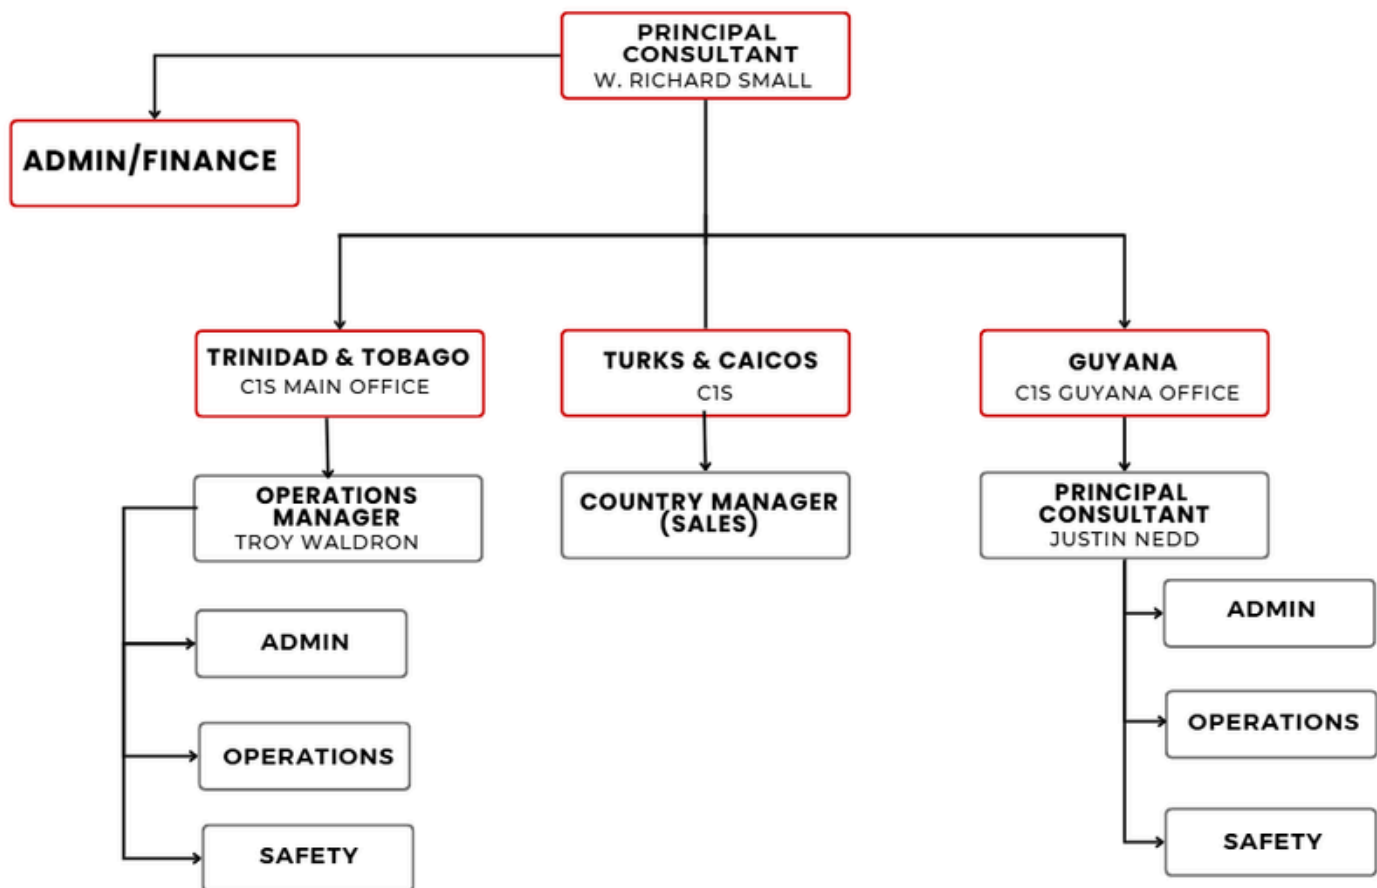 PRINCIPAL
CONSULTANT
W. RICHARD SMALL
ADMIN/FINANCE
TRINIDAD & TOBAGO
C1S MAIN OFFICE
TURKS & CAICOS
C1S
GUYANA
C1S GUYANA OFFICE
OPERATIONS
MANAGER
TROY WALDRON
COUNTRY MANAGER
(SALES)
PRINCIPAL
CONSULTANT
JUSTIN NEDD
ADMIN
OPERATIONS
SAFETY
ADMIN
OPERATIONS
SAFETY